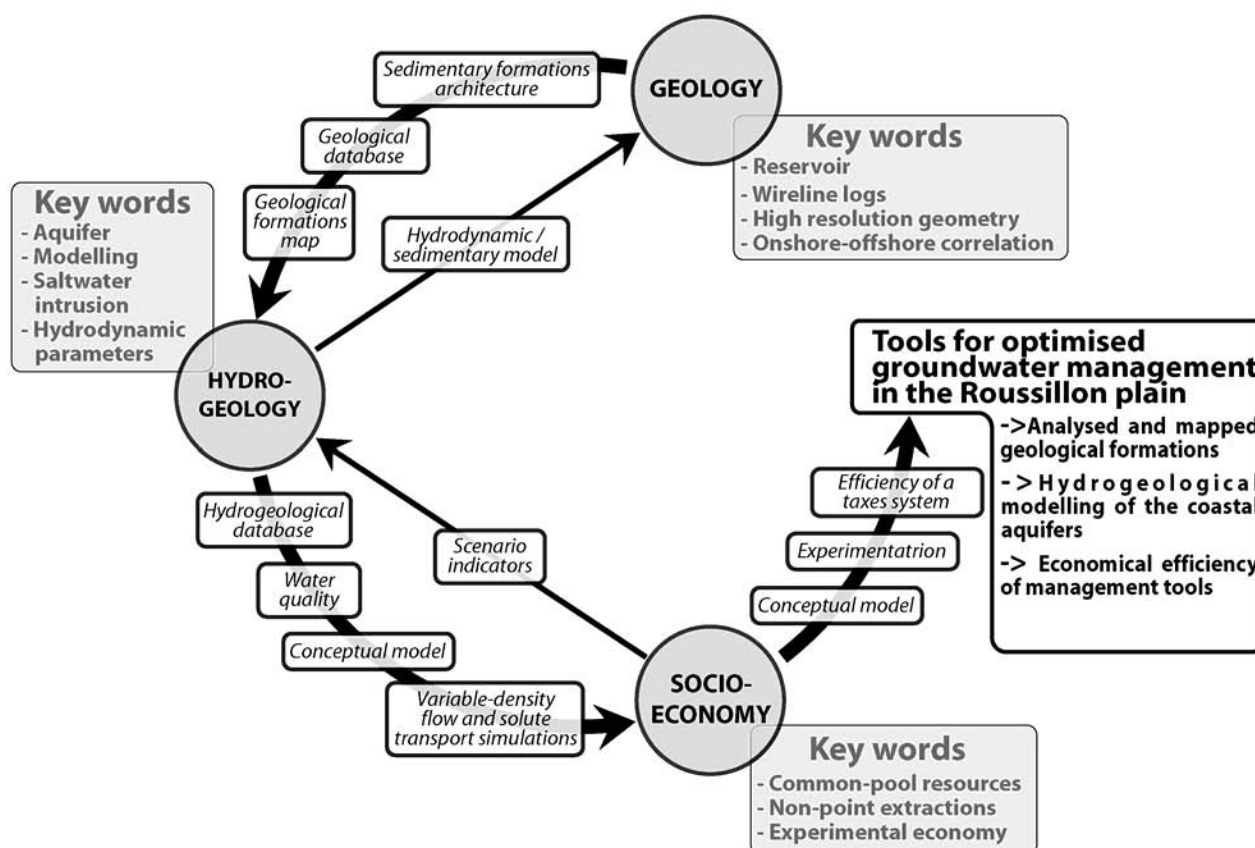 Sedimentary formations
architecture
GEOLOGY
Key words
- Reservoir
- Wireline logs
- High resolution geometry
- Onshore-offshore correlation
Geological
database
Geological
formations
map
Hydrodynamic /
sedimentary model
Key words
- Aquifer
- Modelling
- Saltwater
intrusion
- Hydrodynamic
parameters
HYDRO-
GEOLOGY
Tools for optimised
groundwater management
in the Roussillon plain
->Analysed and mapped
geological formations
-> Hydrogeological
modelling of the coastal
aquifers
-> Economical efficiency
of management tools
Efficiency of a
taxes system
Experimentatrion
Conceptual model
Hydrogeological
database
Water
quality
Conceptual model
Variable-density
flow and solute
transport simulations
Scenario
indicators
SOCIO-
ECONOMY
Key words
- Common-pool resources
- Non-point extractions
- Experimental economy